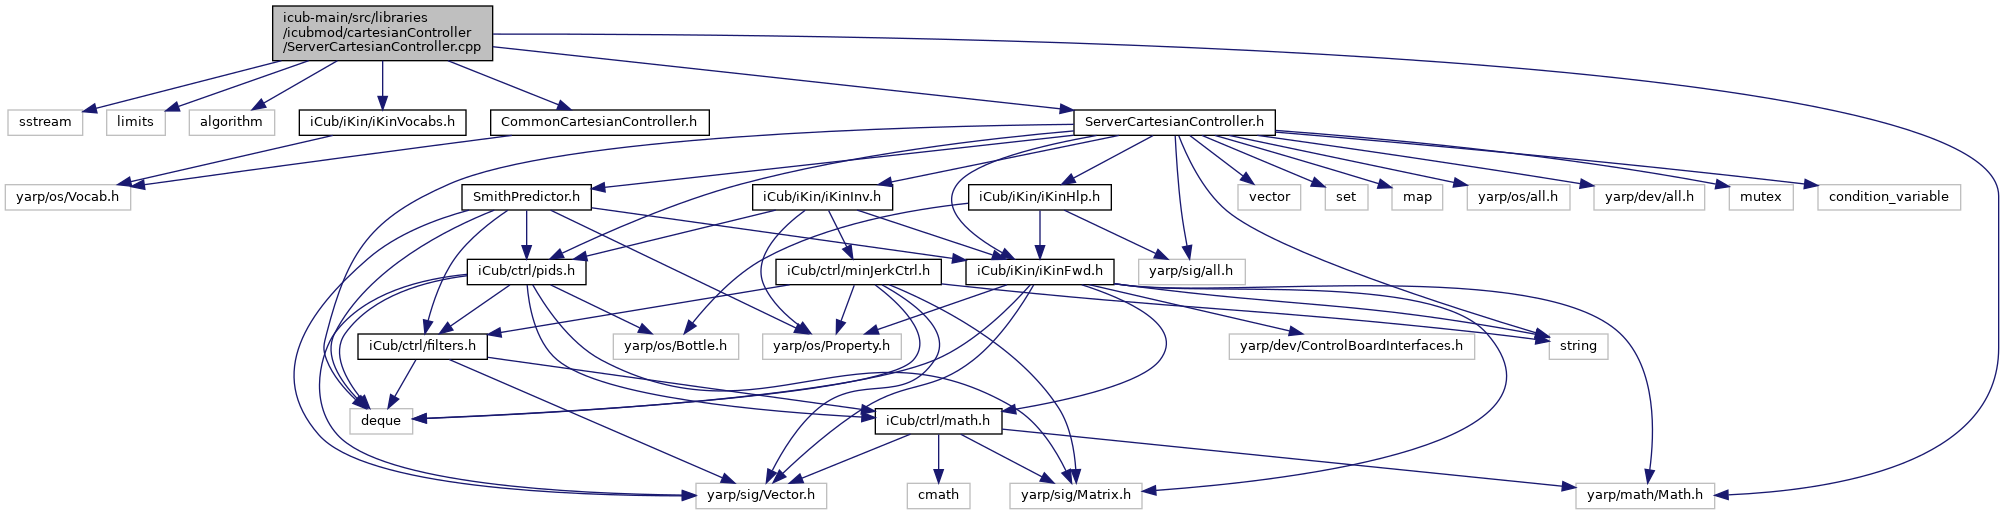 icub-main/src/libraries
/icubmod/cartesianController
/ServerCartesianController.cpp
sstream
limits
algorithm
iCub/iKin/iKinVocabs.h
CommonCartesianController.h
ServerCartesianController.h
yarp/os/Vocab.h
SmithPredictor.h
iCub/iKin/iKinInv.h
iCub/iKin/iKinHlp.h
vector
set
map
yarp/os/all.h
yarp/dev/all.h
mutex
condition_variable
iCub/ctrl/pids.h
iCub/ctrl/minJerkCtrl.h
iCub/iKin/iKinFwd.h
yarp/sig/all.h
iCub/ctrl/filters.h
yarp/os/Bottle.h
yarp/os/Property.h
yarp/dev/ControlBoardInterfaces.h
string
deque
iCub/ctrl/math.h
yarp/sig/Vector.h
cmath
yarp/sig/Matrix.h
yarp/math/Math.h